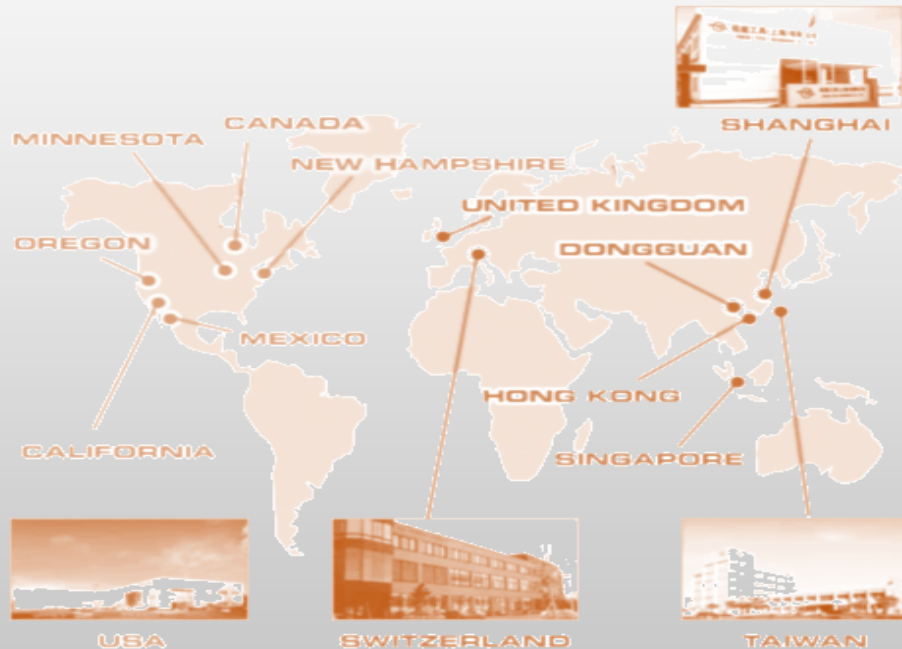 SHANGHAI
CANADA
MINNESOTA
NEW HAMPSHIRE
UNITED KINGDOM
OREGON
DONGGUAN
MEXICO
HONG KONG
CALIFORNIA
SINGAPORE
USA
SWITZERLAND
TAIWAN